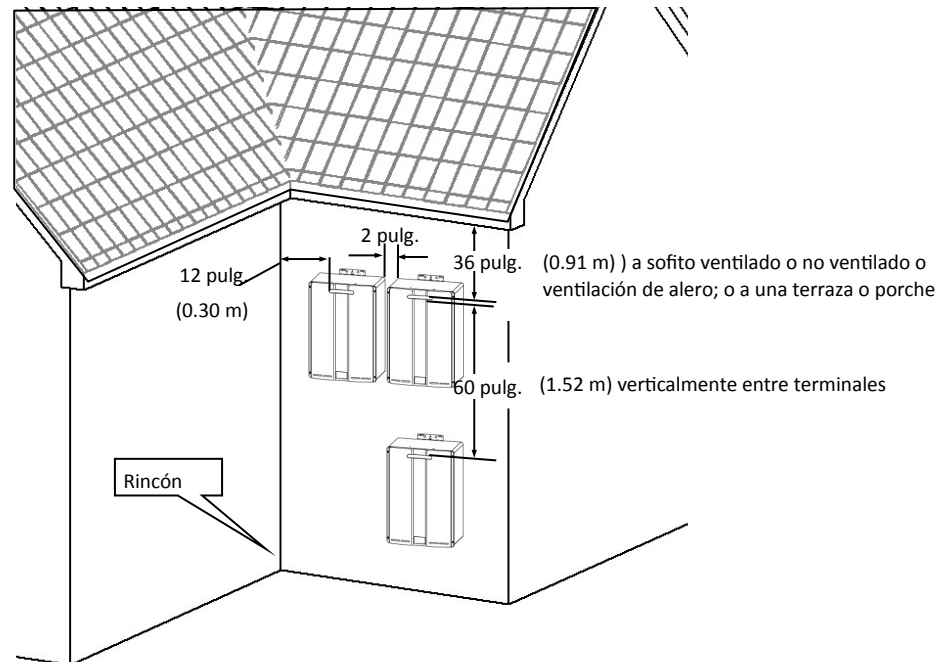 2 pulg.
12 pulg
(0.30 m)
36 pulg. (0.91 m) ) a sofito ventilado o no ventilado o
ventilación de alero; o a una terraza o porche
60 pulg. (1.52 m) verticalmente entre terminales
Rincón